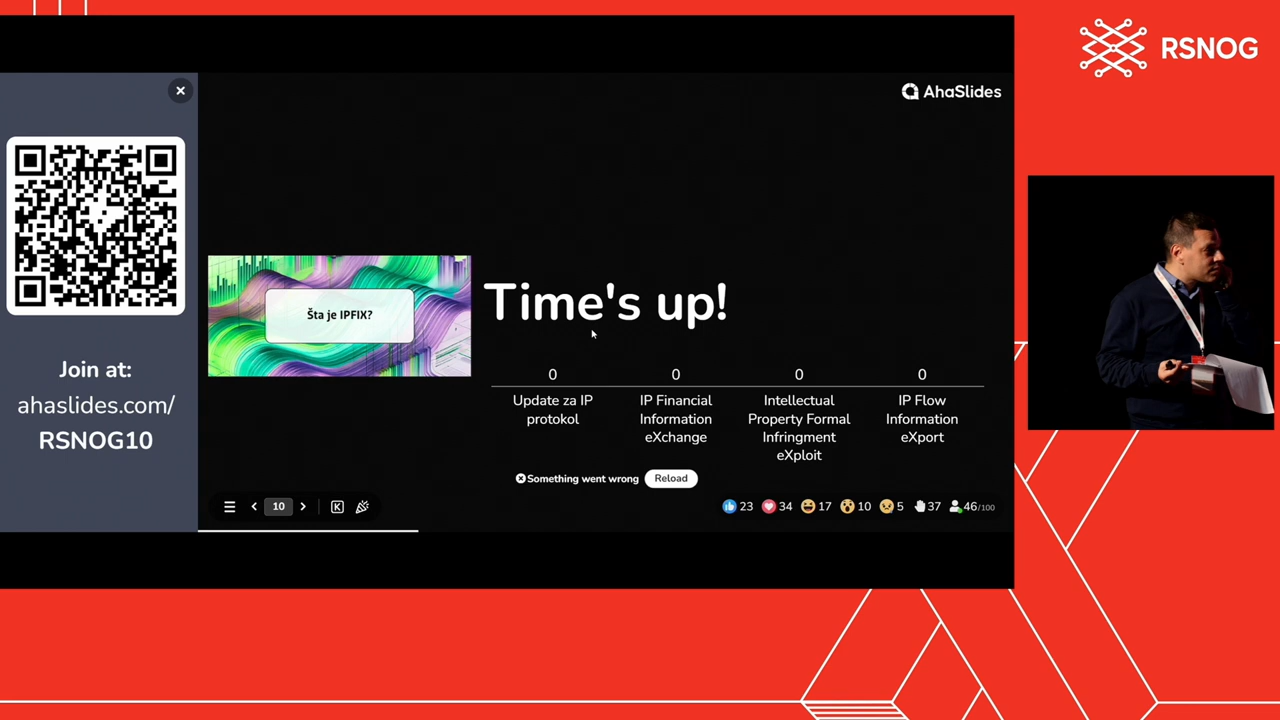 RSNOG
AhaSlides
Join at:
ahaslides.com/
RSNOG10
Šta je IPFIX?
Time's up!
0
0
0
0
Update za IP
protokol
IP Financial
Information
eXchange
Intellectual
Property Formal
Infringment
eXploit
IP Flow
Information
eXport
Something went wrong
Reload
10
K
23
34
17
10
5
37
46/100